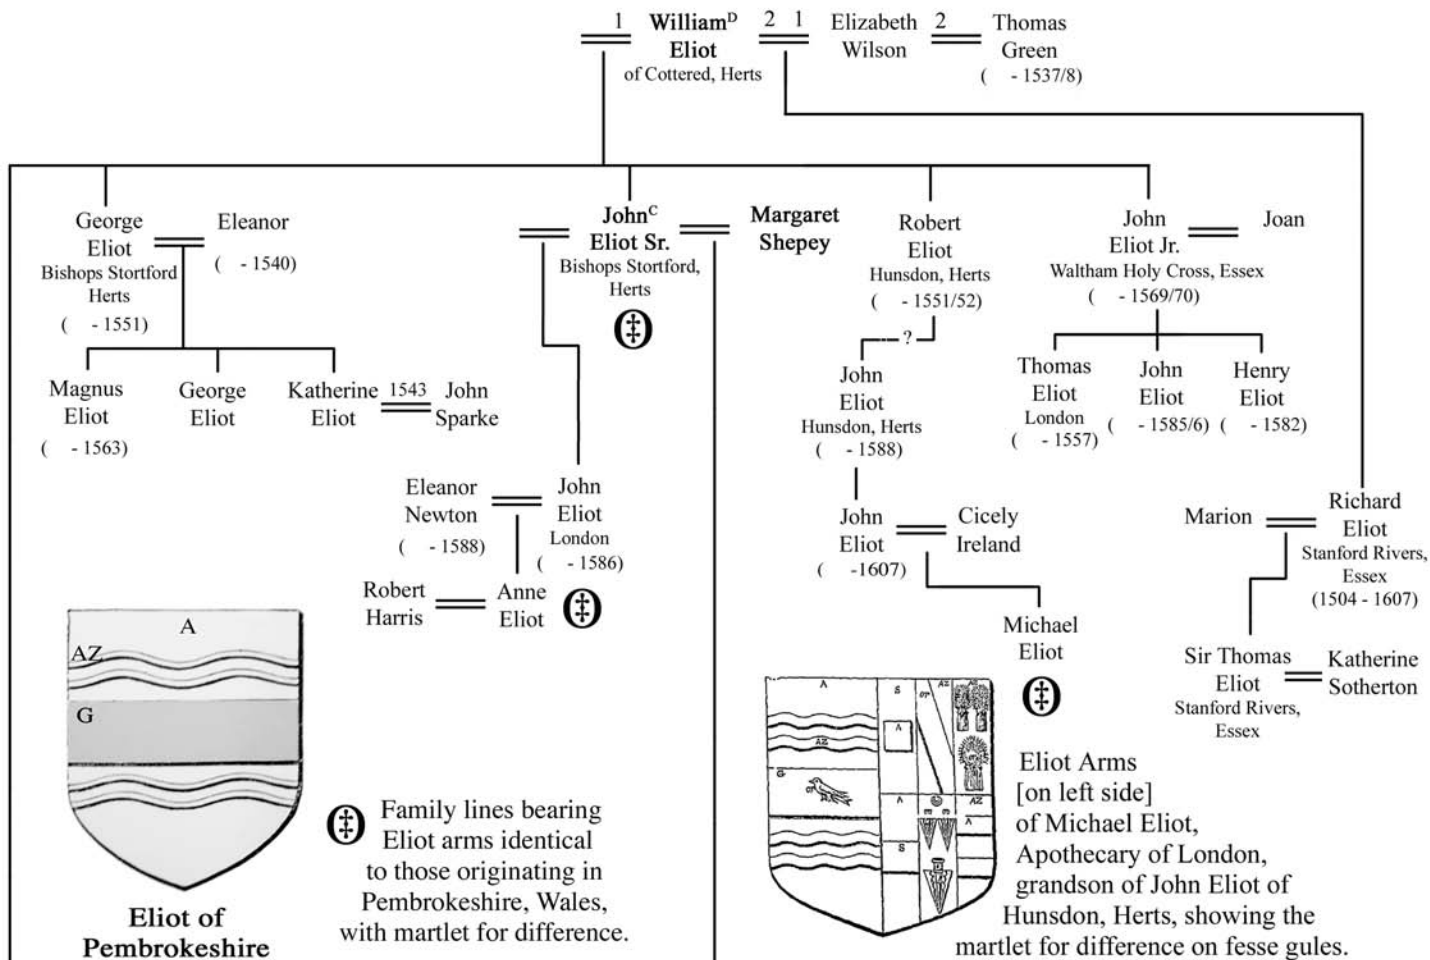 1 William^D 2 1 Elizabeth 2 Thomas
Eliot Wilson Green
of Cottered, Herts ( - 1537/8)
George Eleanor
Eliot
Bishops Stortford ( - 1540)
Herts
( - 1551)
John^C Margaret
Eliot Sr. Shepey
Bishops Stortford,
Herts
Robert
Eliot
Hunsdon, Herts
( - 1551/52)
John Joan
Eliot Jr.
Waltham Holy Cross, Essex
( - 1569/70)
Magnus
Eliot
( - 1563)
George
Eliot
Katherine 1543 John
Eliot Sparke
?
John
Eliot
Hunsdon, Herts
( - 1588)
Thomas
Eliot
London
( - 1557)
John
Eliot
( - 1585/6)
Henry
Eliot
( - 1582)
Eleanor
Newton
( - 1588)
John
Eliot
London
( - 1586)
John
Eliot
( -1607)
Cicely
Ireland
Marion
Richard
Eliot
Stanford Rivers,
Essex
(1504 - 1607)
Robert
Harris
Anne
Eliot
Michael
Eliot
Sir Thomas
Eliot
Stanford Rivers,
Essex
Katherine
Sotherton
A
AZ
G
Eliot of
Pembrokeshire
Family lines bearing
Eliot arms identical
to those originating in
Pembrokeshire, Wales,
with martlet for difference.
A
S
or
AZ
A
AZ
G
A
AZ
E E
A
S
Eliot Arms
[on left side]
of Michael Eliot,
Apothecary of London,
grandson of John Eliot of
Hunsdon, Herts, showing the
martlet for difference on fesse gules.